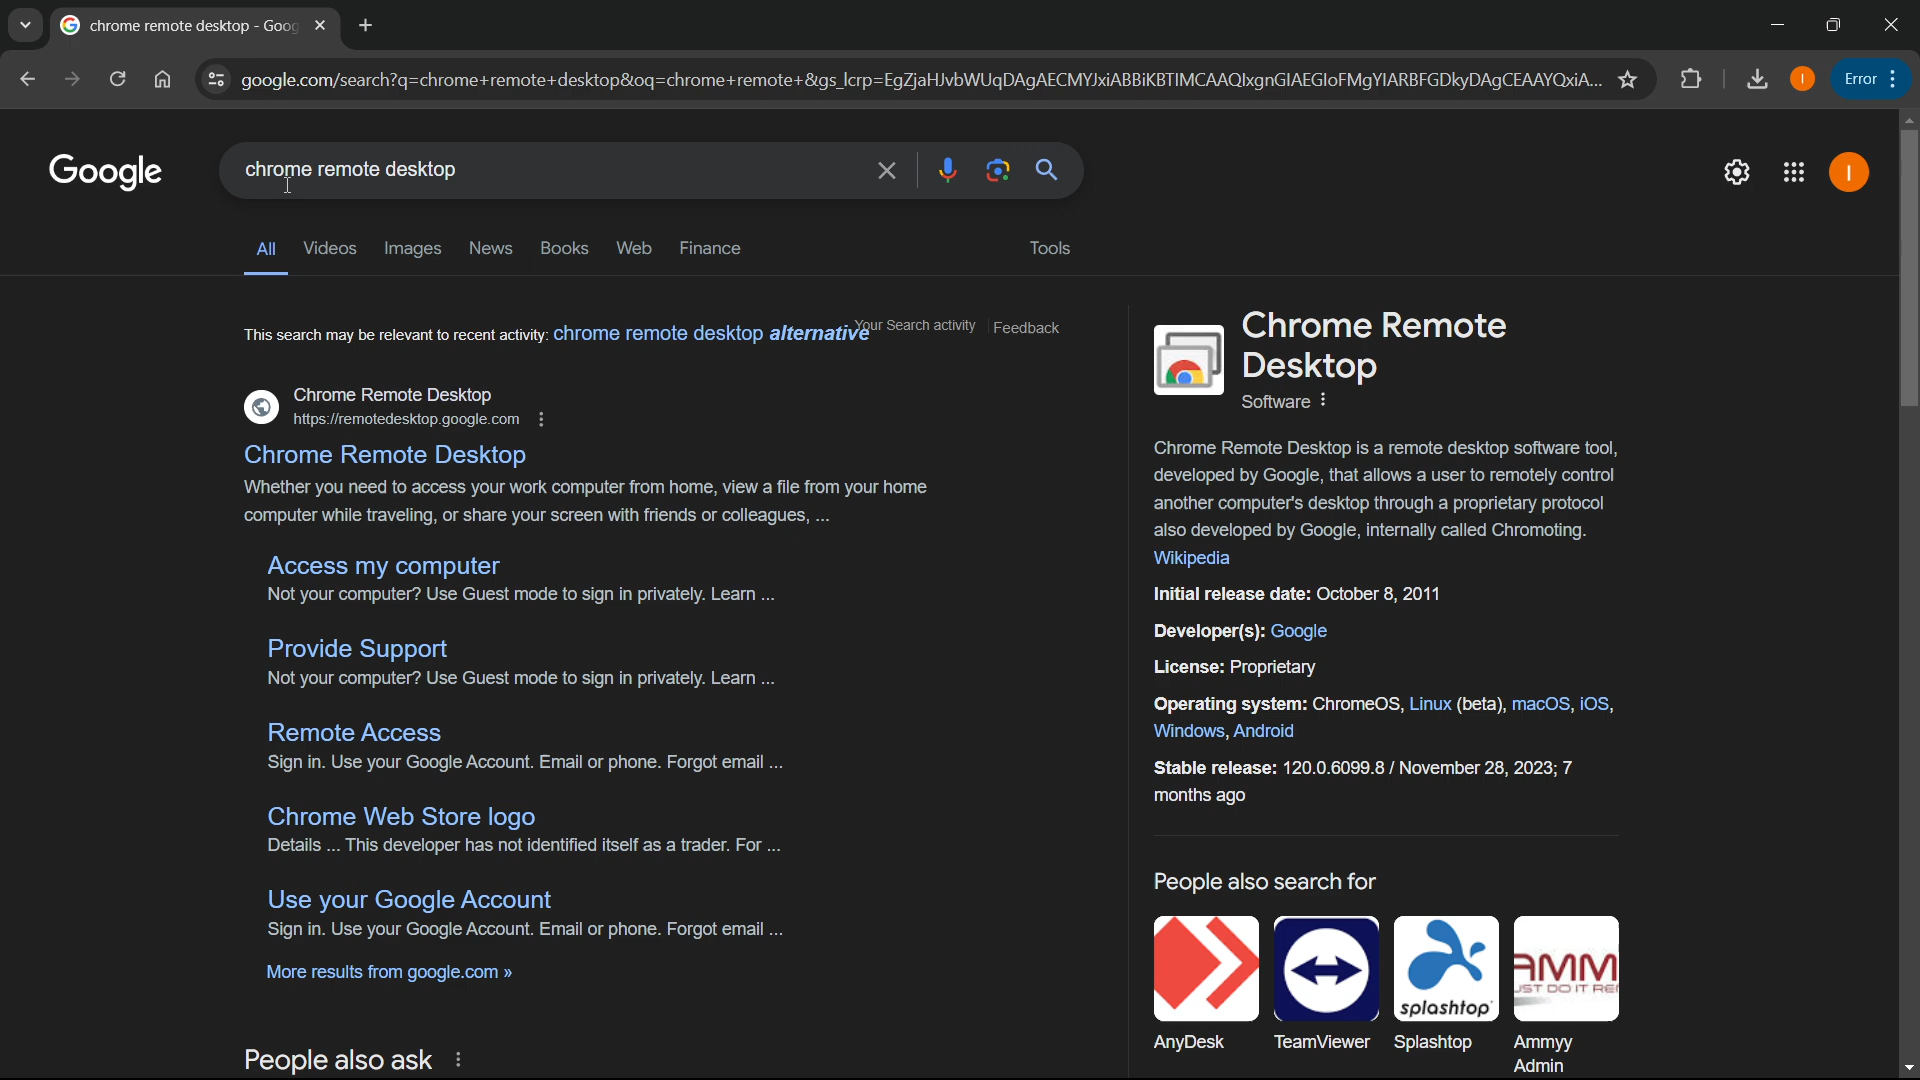 chrome remote desktop - Goog
google.com/search?q=chrome+remote+desktop&oq=chrome+remote+&gs_lcrp=EgZjaHJvbWUqDAgAECMYJxiABBiKBTIMCAAQIxgnGIAEGIoFMgYIARBFGDkyDAgCEAAYQxiA...
Error
Google
chrome remote desktop
I
All Videos Images News Books Web Finance Tools
This search may be relevant to recent activity: chrome remote desktop alternative
Your Search activity Feedback
Chrome Remote Desktop
https://remotedesktop.google.com
Chrome Remote Desktop
Whether you need to access your work computer from home, view a file from your home
computer while traveling, or share your screen with friends or colleagues, ...
Access my computer
Not your computer? Use Guest mode to sign in privately. Learn ...
Provide Support
Not your computer? Use Guest mode to sign in privately. Learn ...
Remote Access
Sign in. Use your Google Account. Email or phone. Forgot email ...
Chrome Web Store logo
Details ... This developer has not identified itself as a trader. For ...
Use your Google Account
Sign in. Use your Google Account. Email or phone. Forgot email ...
More results from google.com »
People also ask
Chrome Remote
Desktop
Software
Chrome Remote Desktop is a remote desktop software tool,
developed by Google, that allows a user to remotely control
another computer's desktop through a proprietary protocol
also developed by Google, internally called Chromoting.
Wikipedia
Initial release date: October 8, 2011
Developer(s): Google
License: Proprietary
Operating system: ChromeOS, Linux (beta), macOS, iOS,
Windows, Android
Stable release: 120.0.6099.8 / November 28, 2023; 7
months ago
People also search for
splashtop
AMM
UST DO IT RE
AnyDesk
TeamViewer
Splashtop
Ammyy
Admin